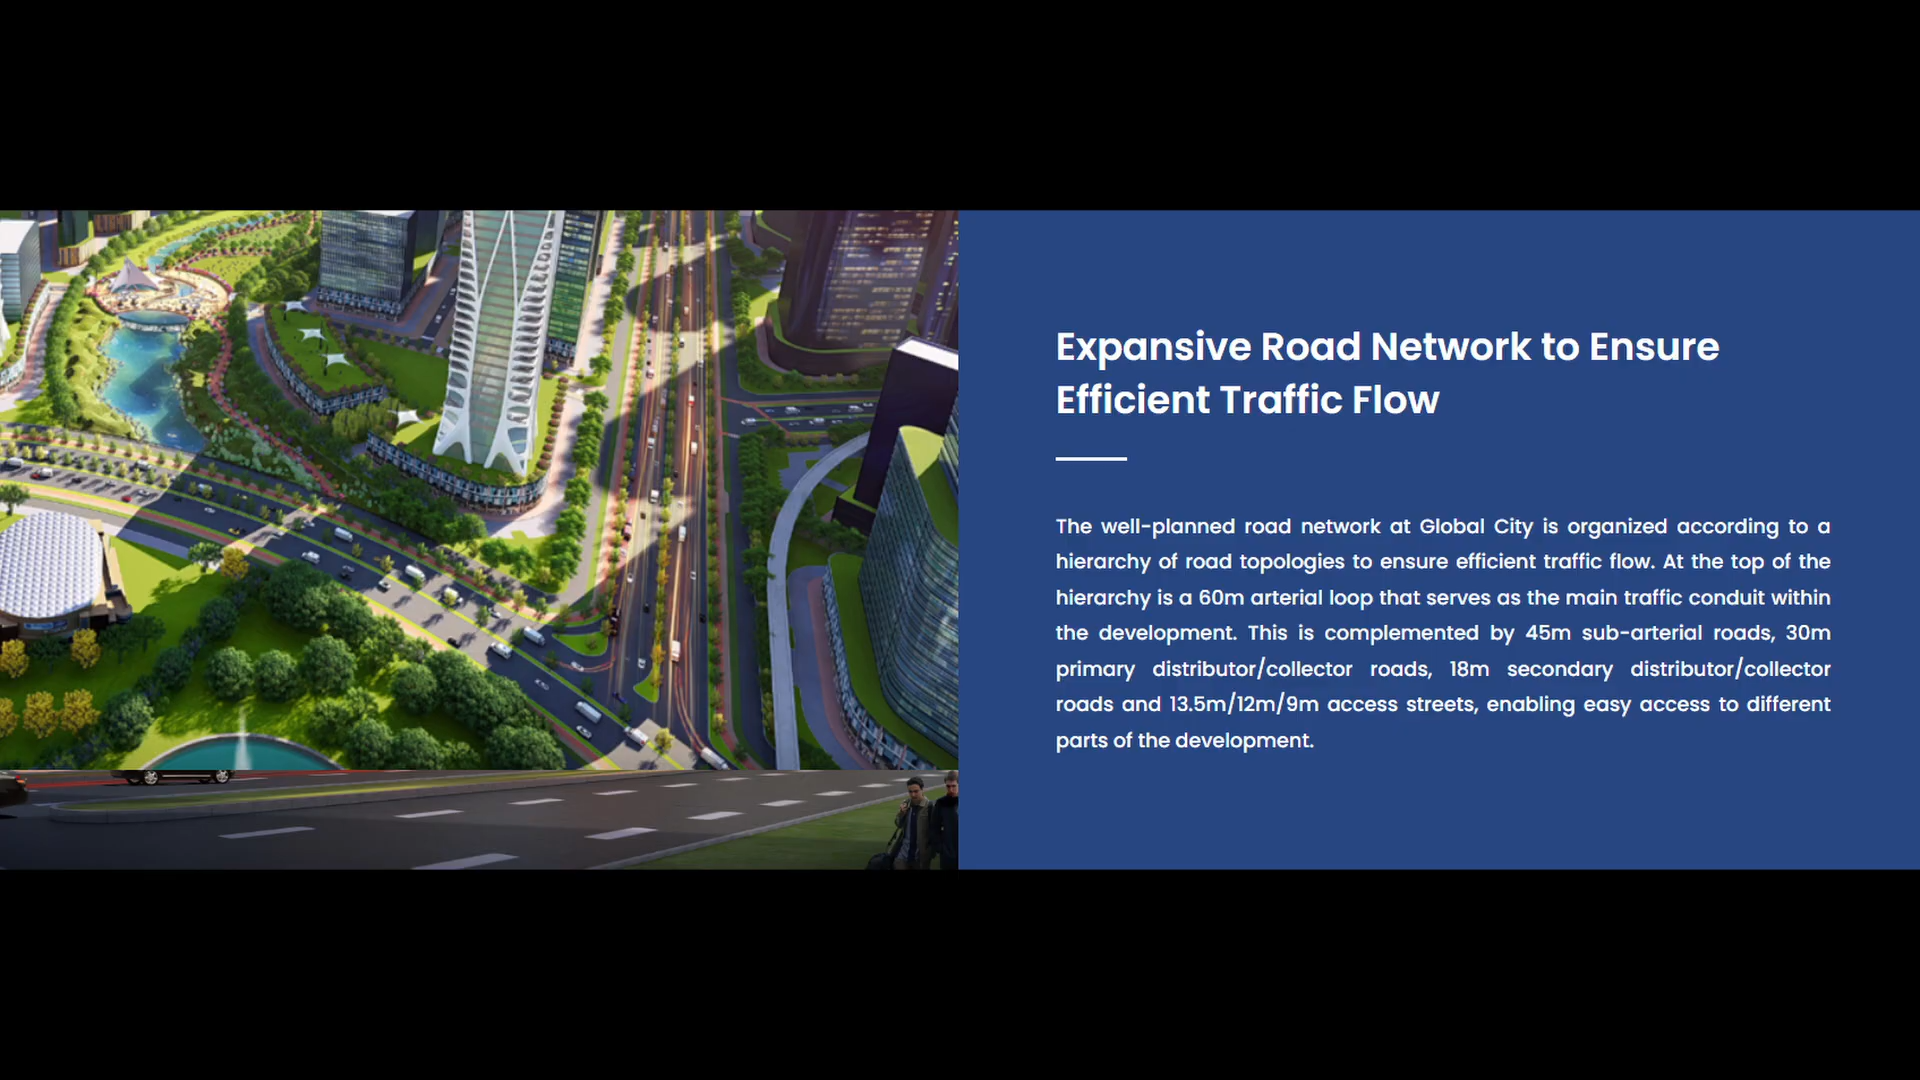 Expansive Road Network to Ensure
Efficient Traffic Flow
The well-planned road network at Global City is organized according to a
hierarchy of road topologies to ensure efficient traffic flow. At the top of the
hierarchy is a 60m arterial loop that serves as the main traffic conduit within
the development. This is complemented by 45m sub-arterial roads, 30m
primary distributor/collector roads, 18m secondary distributor/collector
roads and 13.5m/12m/9m access streets, enabling easy access to different
parts of the development.